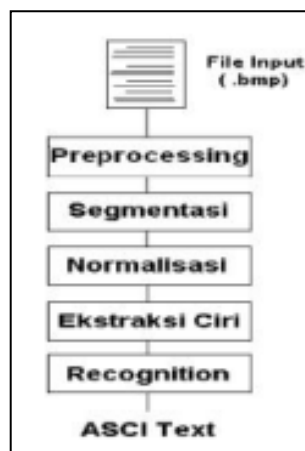 File Input
( .bmp)
Preprocessing
Segmentasi
Normalisasi
Ekstraksi Ciri
Recognition
ASCI Text